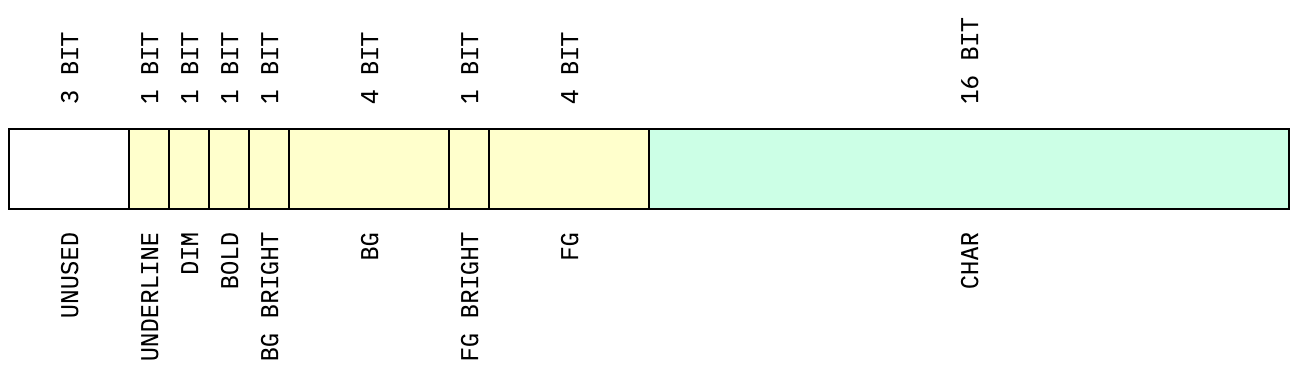 3 BIT
1 BIT
1 BIT
1 BIT
1 BIT
4 BIT
1 BIT
4 BIT
16 BIT
UNUSED
UNDERLINE
DIM
BOLD
BG BRIGHT
BG
FG BRIGHT
FG
CHAR